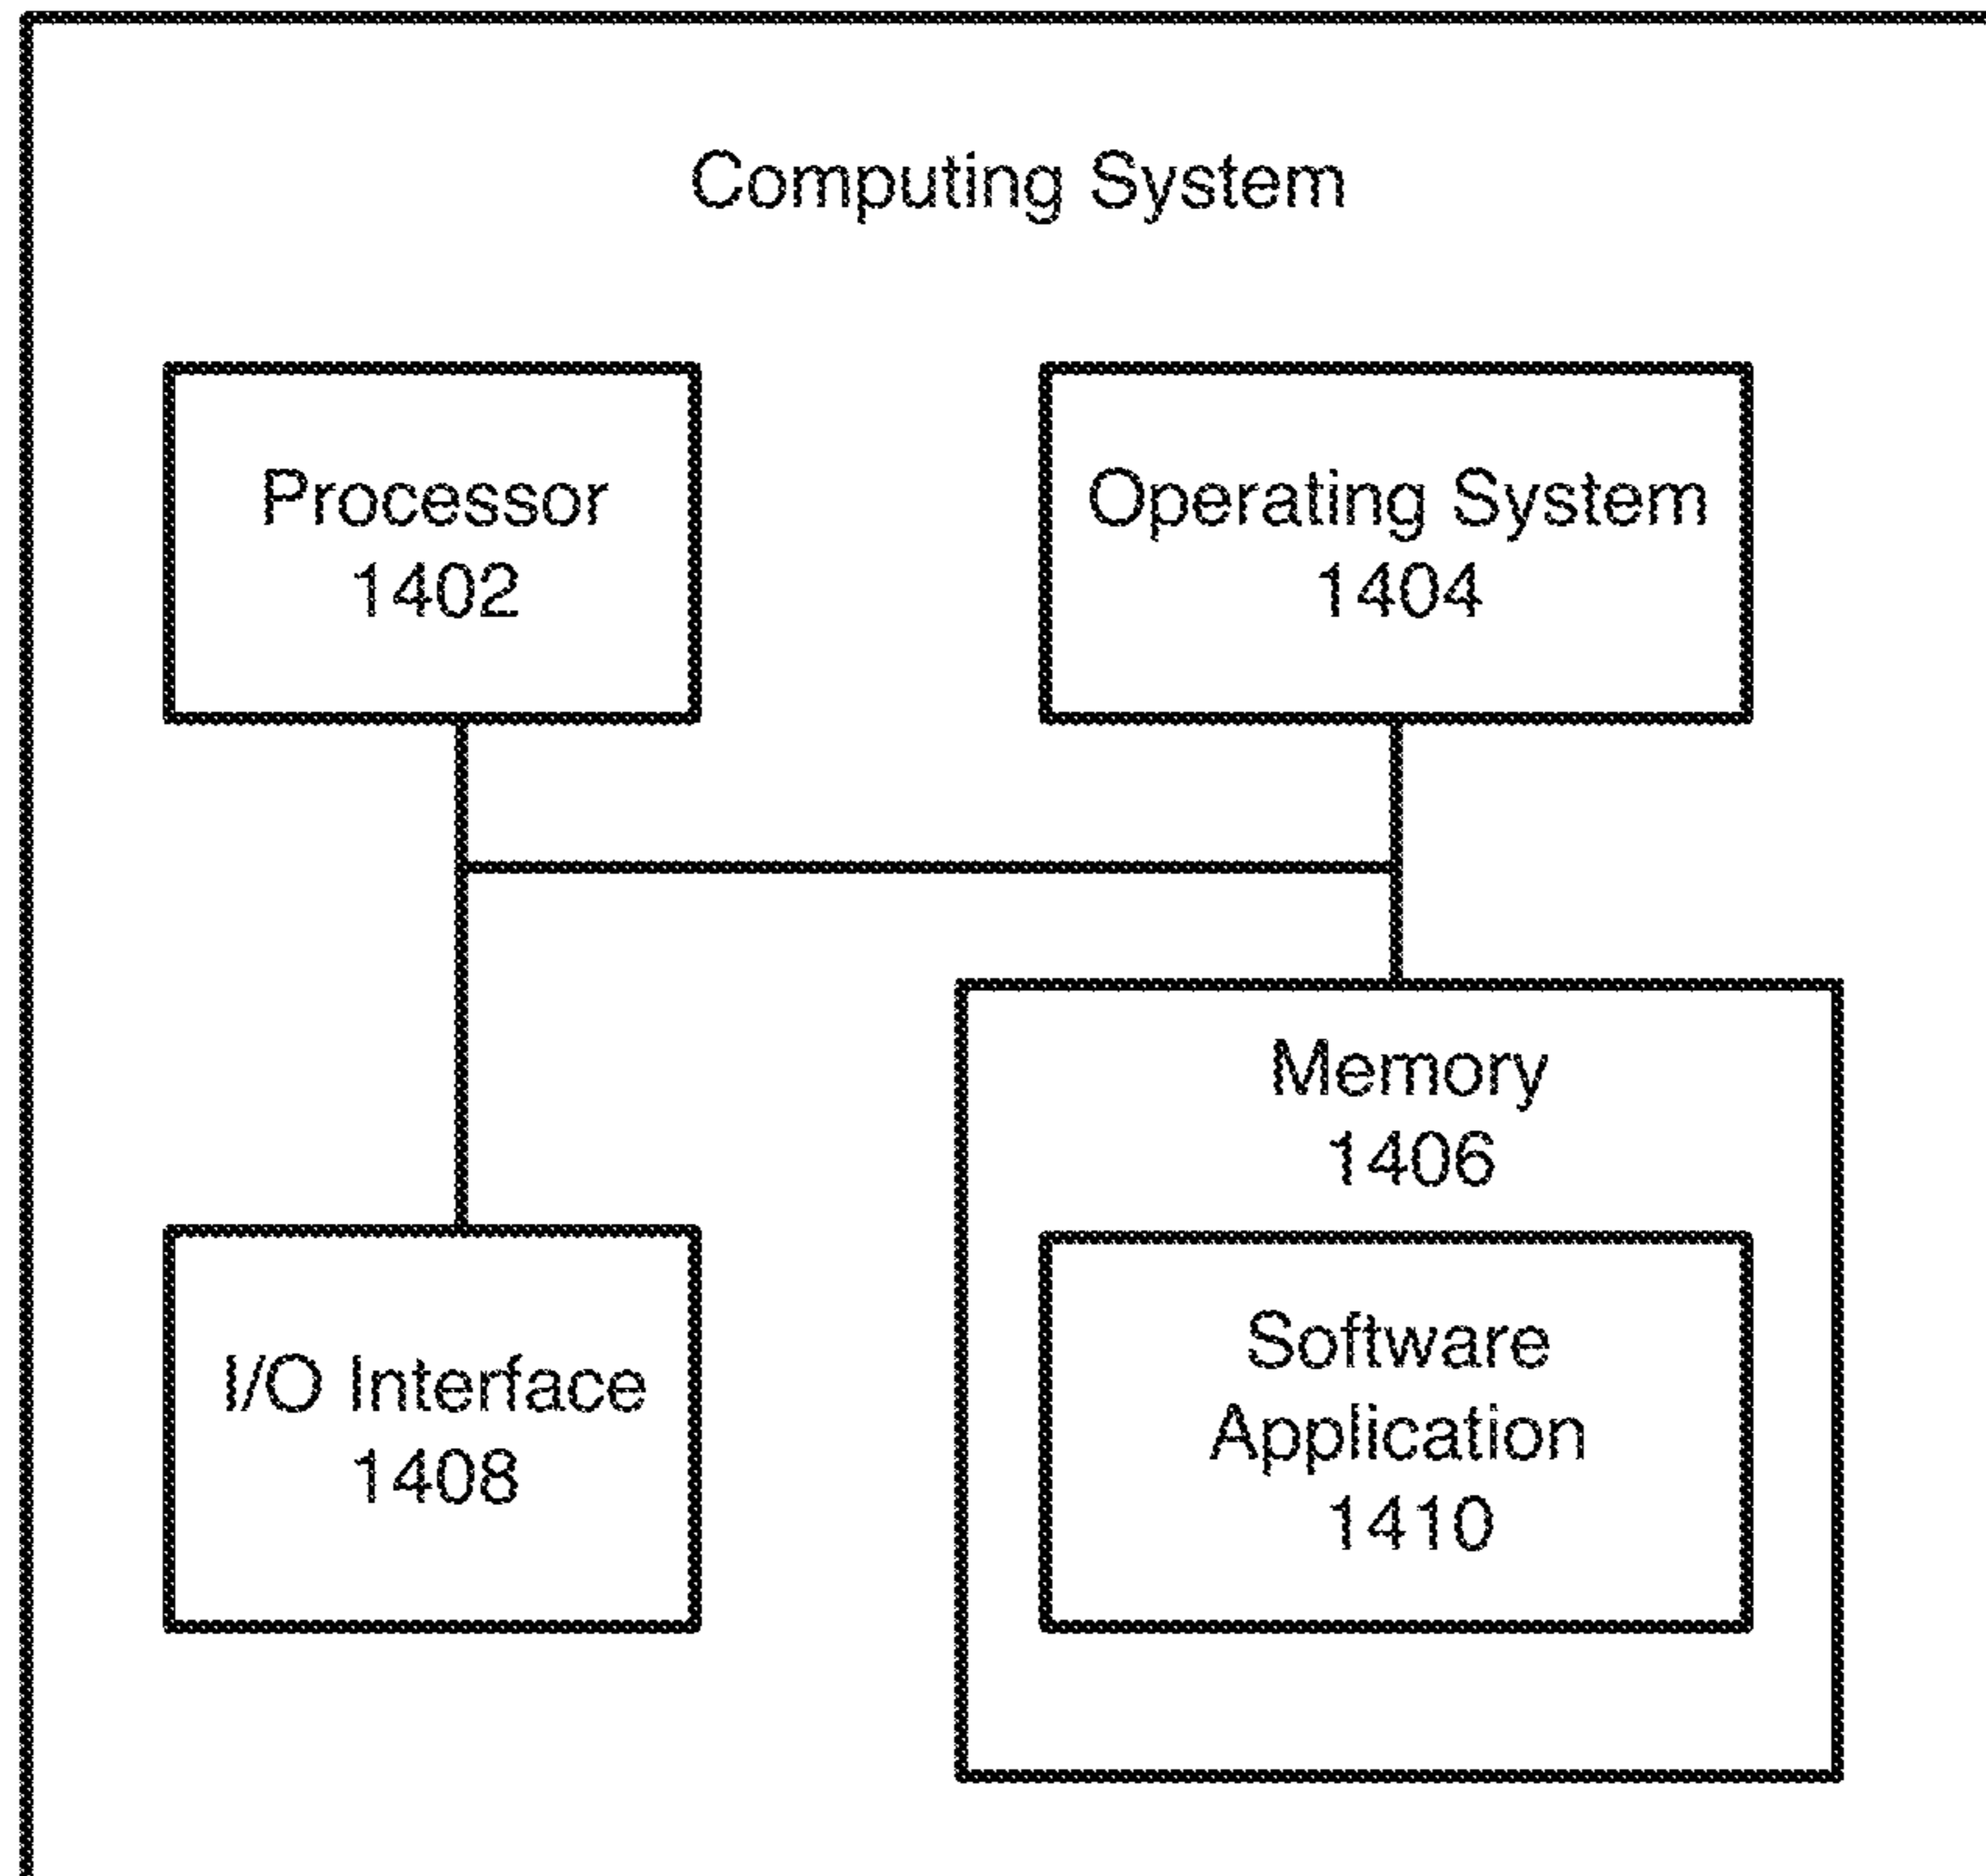 Computing System
Processor
1402
Operating System
1404
Memory
1406
I/O Interface
1408
Software
Application
1410